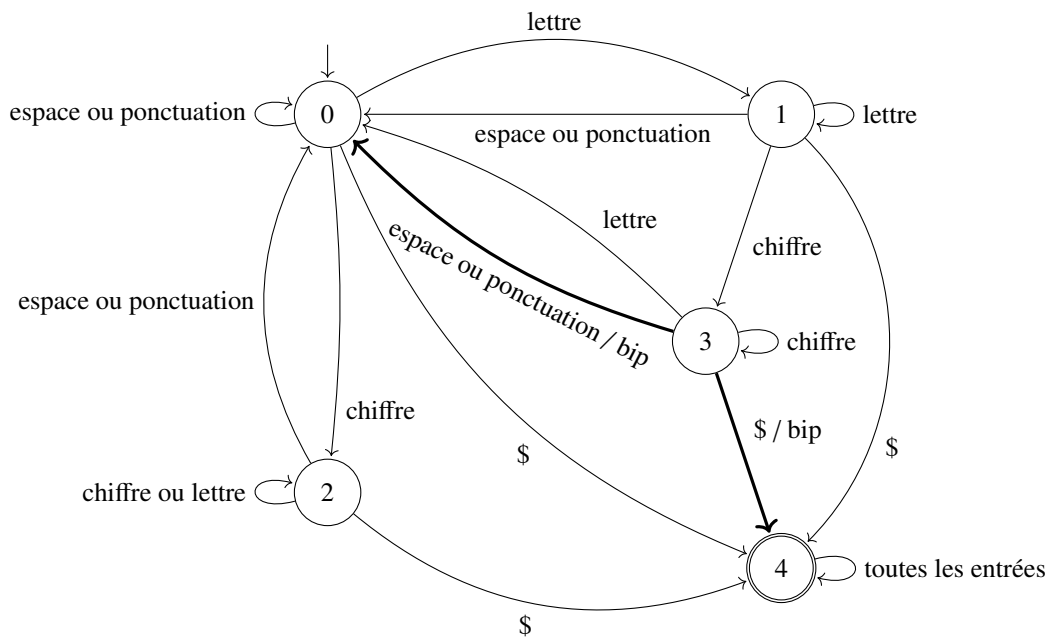 lettre
espace ou ponctuation
0
1
lettre
espace ou ponctuation
lettre
espace ou ponctuation / bip
chiffre
espace ou ponctuation
3
chiffre
chiffre
$ / bip
$
$
chiffre ou lettre
2
4
toutes les entrées
$